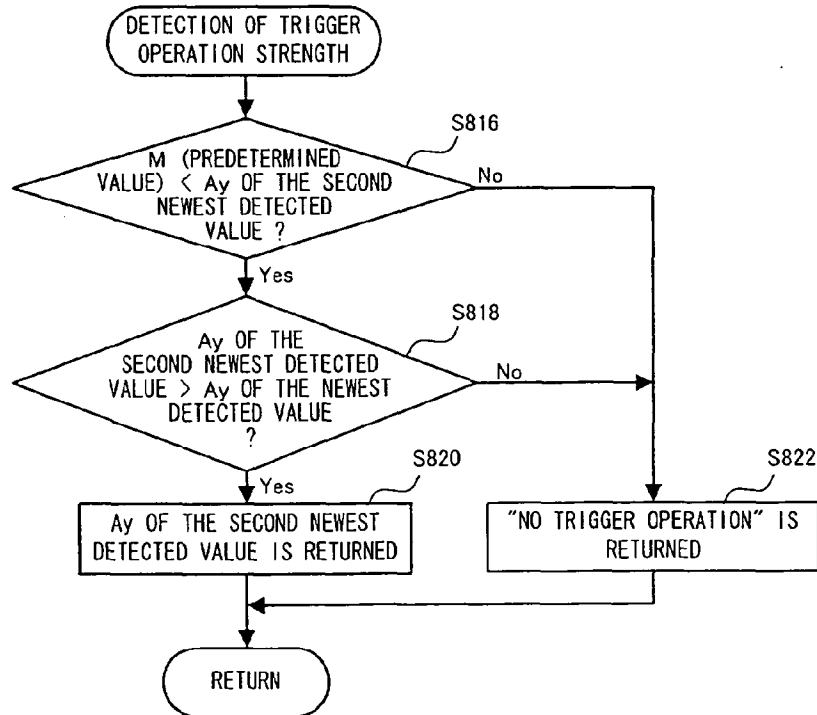 DETECTION OF TRIGGER
OPERATION STRENGTH
S816
M (PREDETERMINED
VALUE) < Ay OF THE SECOND
NEWEST DETECTED
VALUE ?
No
Yes
S818
Ay OF THE
SECOND NEWEST DETECTED
VALUE > Ay OF THE NEWEST
DETECTED VALUE
?
No
Yes
S820
Ay OF THE SECOND NEWEST
DETECTED VALUE IS RETURNED
S822
"NO TRIGGER OPERATION" IS
RETURNED
RETURN